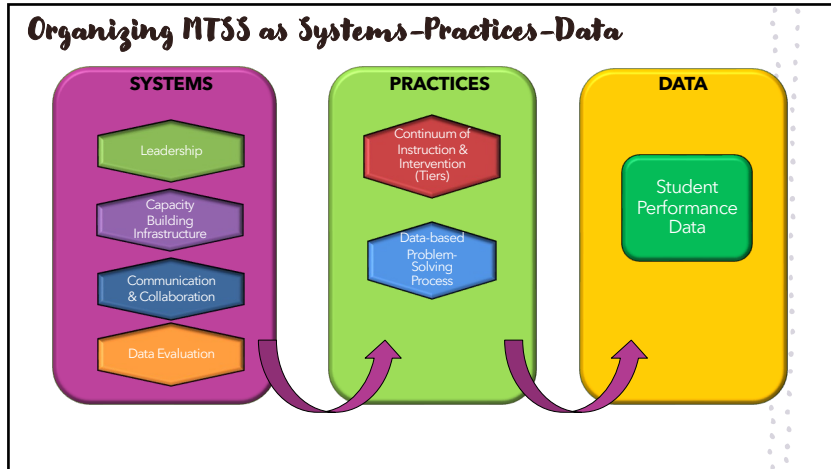 Organizing MTSS as Systems-Practices-Data
SYSTEMS
Leadership
Capacity
Building
Infrastructure
Communication
& Collaboration
Data Evaluation
PRACTICES
Continuum of
Instruction &
Intervention
(Tiers)
Data-based
Problem-
Solving
Process
DATA
Student
Performance
Data